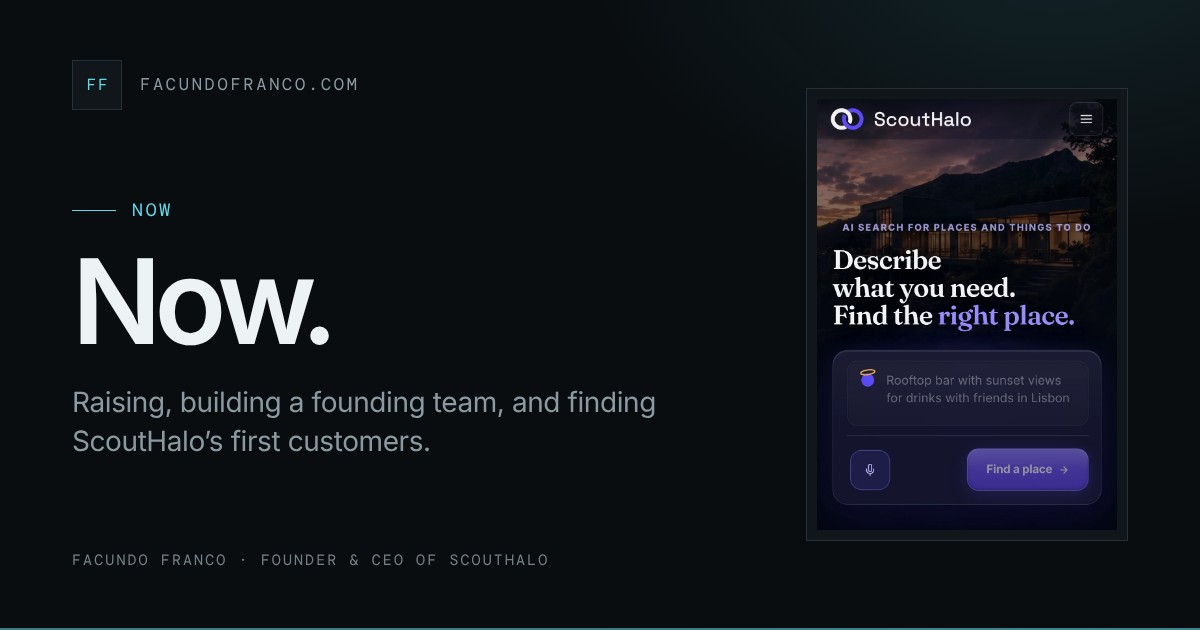 FF
FACUNDOFRANCO.COM
NOW
Now.
Raising, building a founding team, and finding
ScoutHalo’s first customers.
FACUNDO FRANCO · FOUNDER & CEO OF SCOUTHALO
ScoutHalo
AI SEARCH FOR PLACES AND THINGS TO DO
Describe
what you need.
Find the right place.
Rooftop bar with sunset views
for drinks with friends in Lisbon
Find a place →